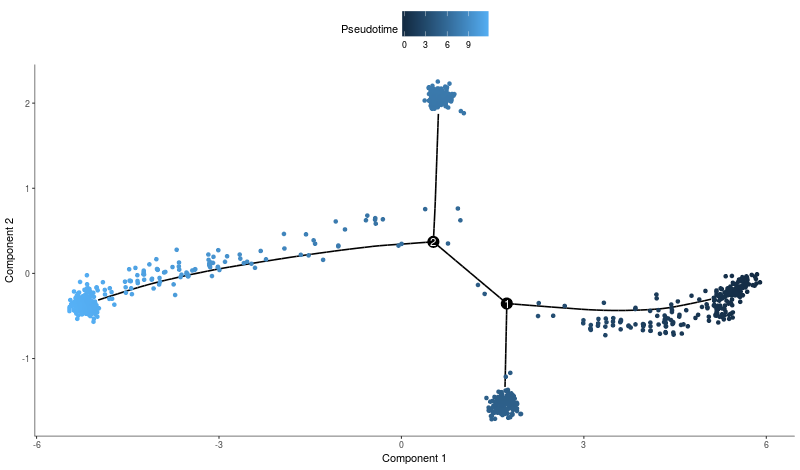 Pseudotime
0 3 6 9
2
1
0
-1
Component 2
2
1
-6 -3 0 3 6
Component 1